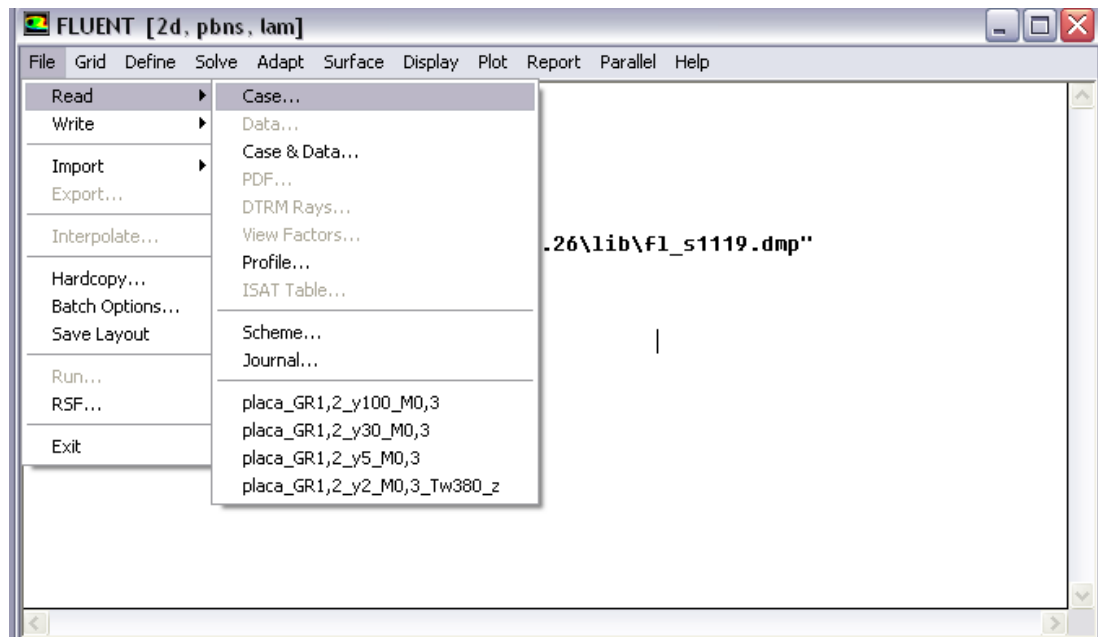 FLUENT [2d, pbns, lam]
File Grid Define Solve Adapt Surface Display Plot Report Parallel Help
Read
Write
Import
Export...
Interpolate...
Hardcopy...
Batch Options...
Save Layout
Run...
RSF...
Exit
Case...
Data...
Case & Data...
PDF...
DTRM Rays...
View Factors...
Profile...
ISAT Table...
Scheme...
Journal...
placa_GR1,2_y100_M0,3
placa_GR1,2_y30_M0,3
placa_GR1,2_y5_M0,3
placa_GR1,2_y2_M0,3_Tw380_z
.26\lib\fl_s1119.dmp"